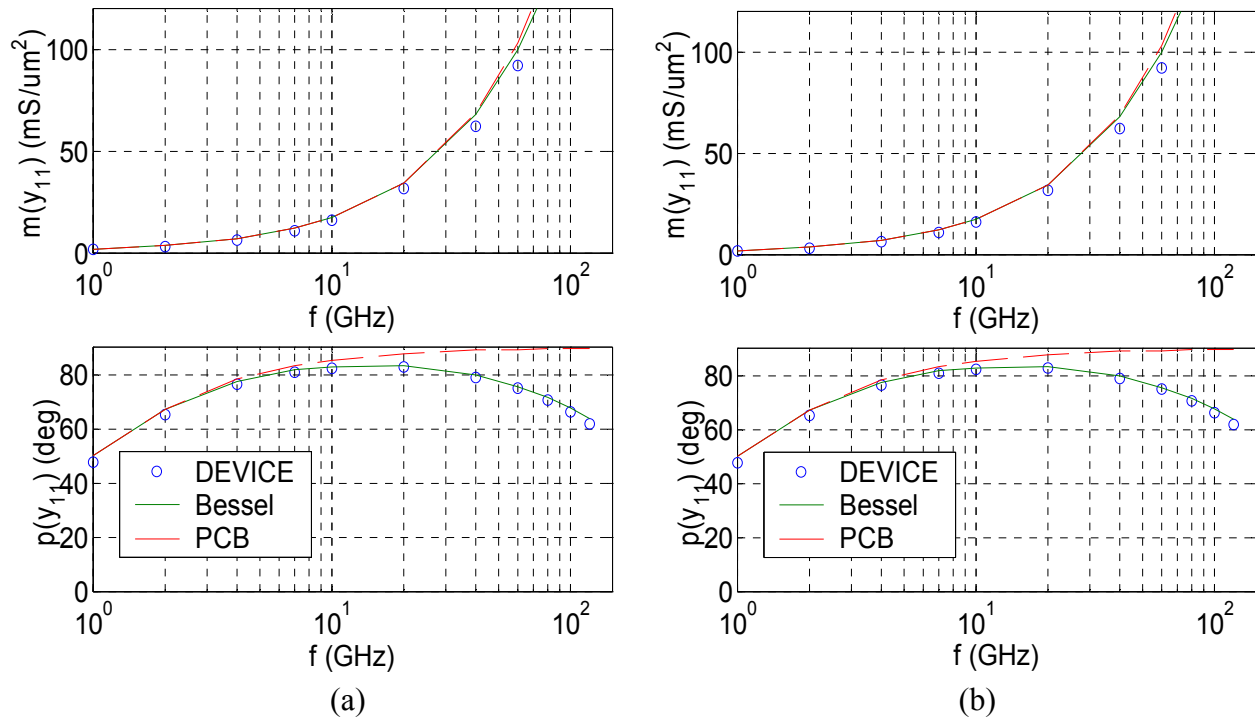 m(y11) (mS/um2)
100
50
0
10^0
10^1
10^2
f (GHz)
p(y11) (deg)
80
60
40
20
0
DEVICE
Bessel
PCB
10^0
10^1
10^2
f (GHz)
(a)
m(y11) (mS/um2)
100
50
0
10^0
10^1
10^2
f (GHz)
p(y11) (deg)
80
60
40
20
0
DEVICE
Bessel
PCB
10^0
10^1
10^2
f (GHz)
(b)